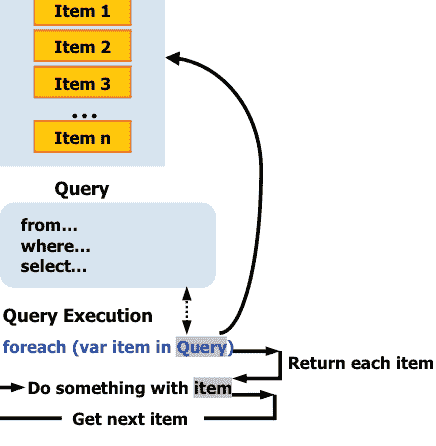 Item 1
Item 2
Item 3
...
Item n
Query
from...
where...
select...
Query Execution
foreach (var item in Query)
Return each item
Do something with item
Get next item